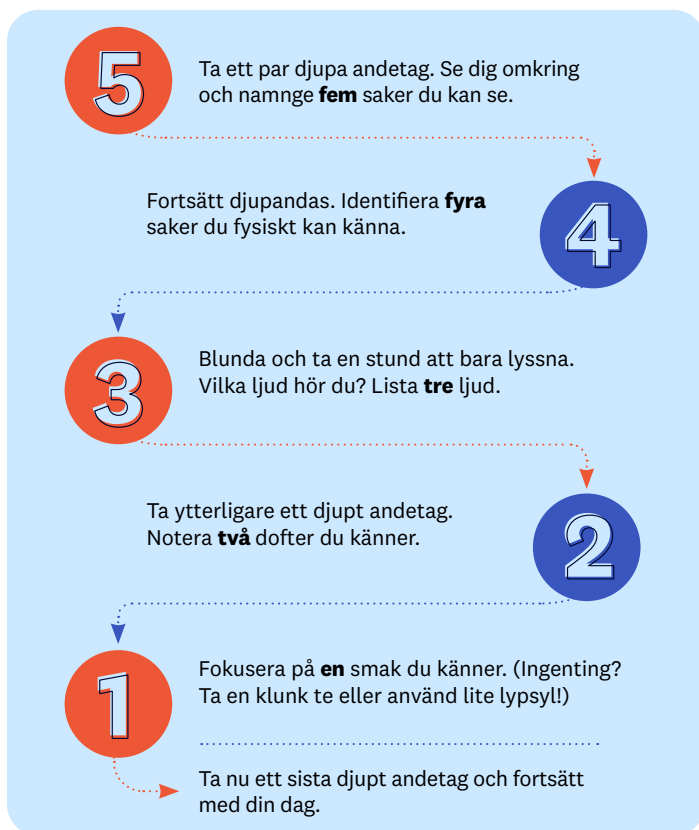 5
Ta ett par djupa andetag. Se dig omkring
och namnge fem saker du kan se.
Fortsätt djupandas. Identifiera fyra
saker du fysiskt kan känna.
4
3
Blunda och ta en stund att bara lyssna.
Vilka ljud hör du? Lista tre ljud.
Ta ytterligare ett djupt andetag.
Notera två dofter du känner.
2
1
Fokusera på en smak du känner. (Ingenting?
Ta en klunk te eller använd lite lypsyl!)
Ta nu ett sista djupt andetag och fortsätt
med din dag.